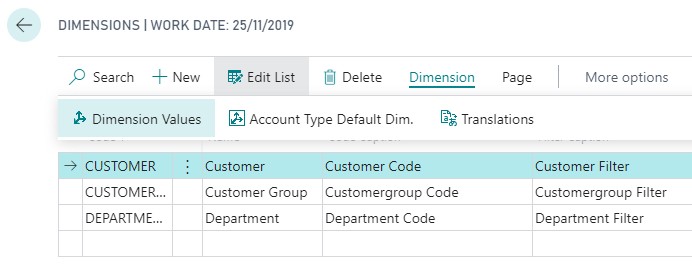 DIMENSIONS | WORK DATE: 25/11/2019
Search New Edit List Delete Dimension Page More options
Dimension Values Account Type Default Dim. Translations
CUSTOMER Customer Customer Code Customer Filter
CUSTOMER... Customer Group Customergroup Code Customergroup Filter
DEPARTME... Department Department Code Department Filter